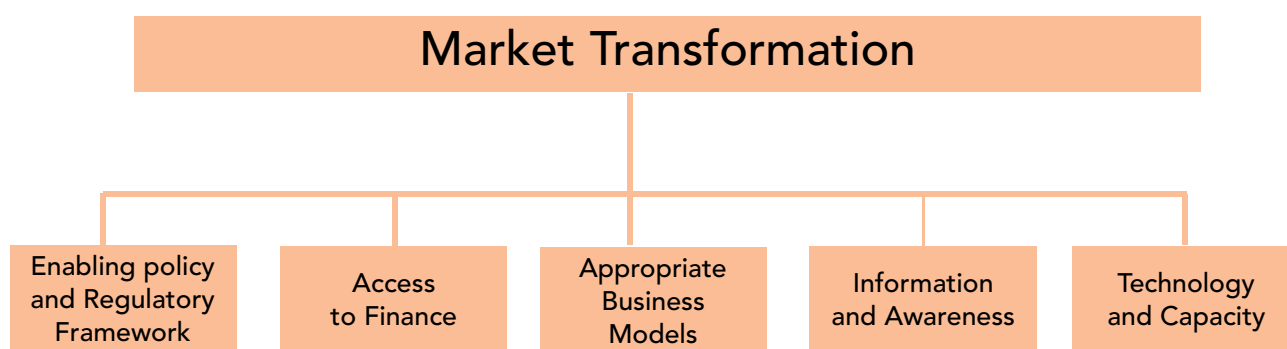 Market Transformation
Enabling policy
and Regulatory
Framework
Access
to Finance
Appropriate
Business
Models
Information
and Awareness
Technology
and Capacity